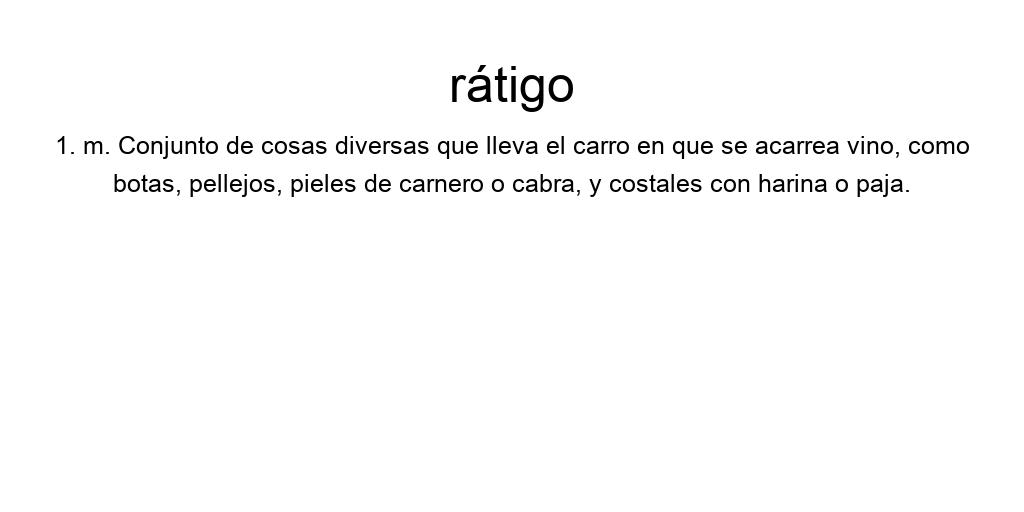 rátigo
1. m. Conjunto de cosas diversas que lleva el carro en que se acarrea vino, como
botas, pellejos, pieles de carnero o cabra, y costales con harina o paja.